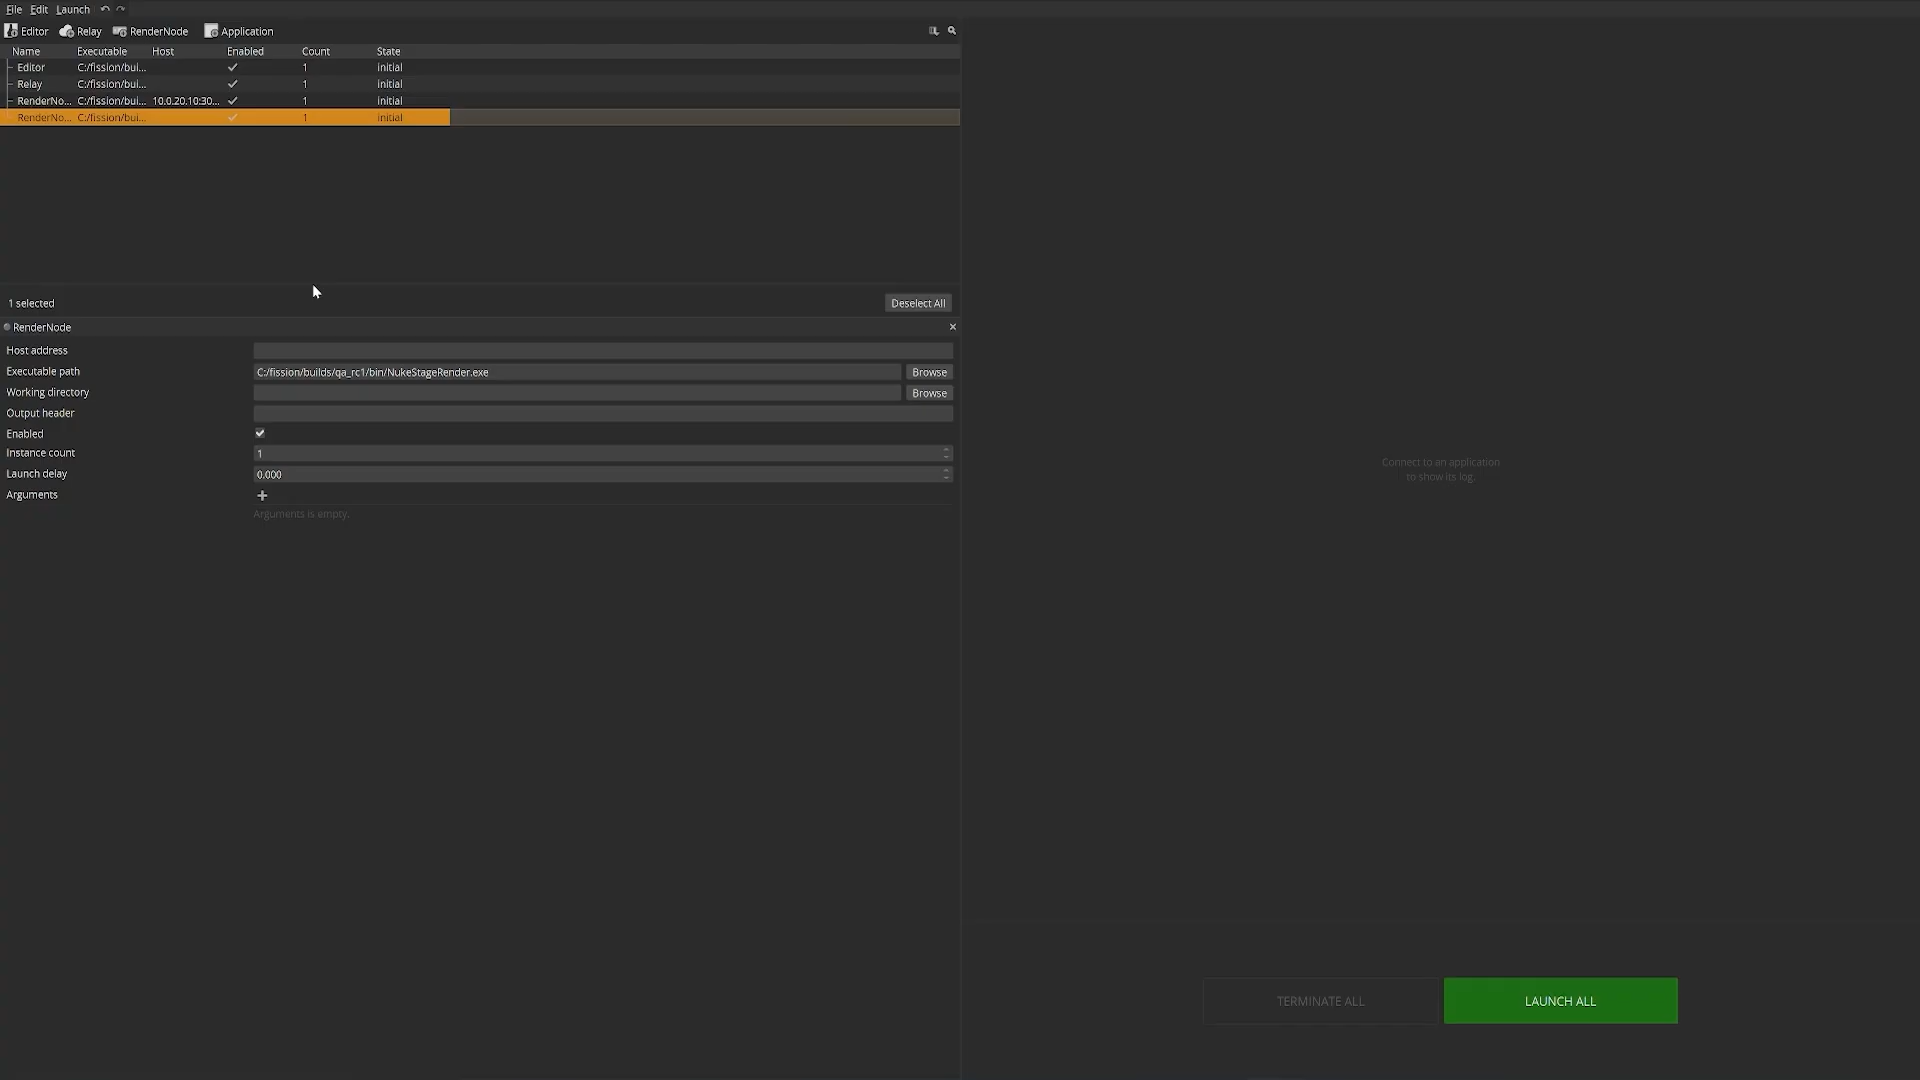 File Edit Launch
Editor Relay RenderNode Application
Name Executable Host Enabled Count State
Editor C:/fission/bui... 1 initial
Relay C:/fission/bui... 1 initial
RenderNo... C:/fission/bui... 10.0.20.10:30... 1 initial
RenderNo... C:/fission/bui... 1 initial
1 selected Deselect All
RenderNode
Host address
Executable path C:/fission/builds/qa_rc1/bin/NukeStageRender.exe Browse
Working directory Browse
Output header
Enabled
Instance count 1
Launch delay 0.000
Arguments
Arguments is empty.
Connect to an application
to show its log.
TERMINATE ALL LAUNCH ALL